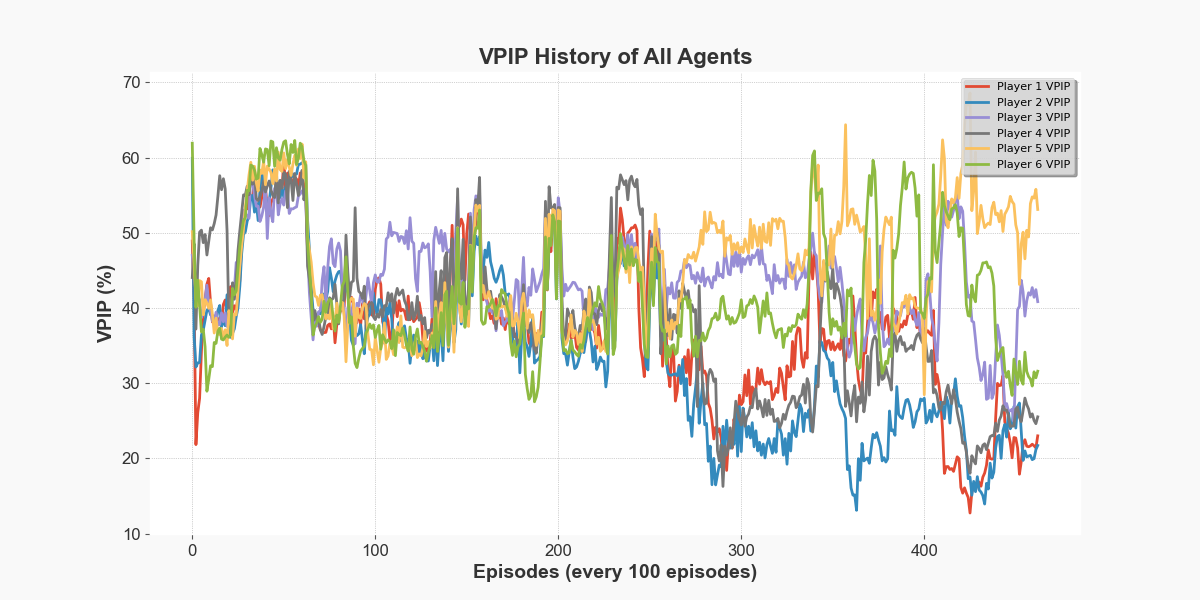 VPIP History of All Agents
VPIP (%)
70
60
50
40
30
20
10
0
100
200
300
400
Episodes (every 100 episodes)
Player 1 VPIP
Player 2 VPIP
Player 3 VPIP
Player 4 VPIP
Player 5 VPIP
Player 6 VPIP